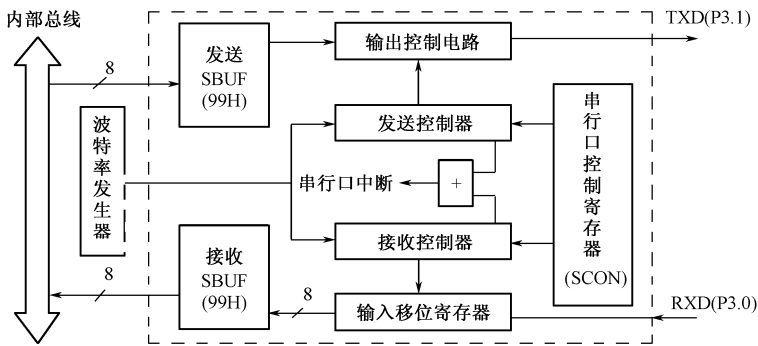 内部总线
8
发送
SBUF
(99H)
输出控制电路
TXD(P3.1)
波特率发生器
发送控制器
串行口中断
+
串行口控制寄存器
(SCON)
接收控制器
接收
SBUF
(99H)
8
8
输入移位寄存器
RXD(P3.0)